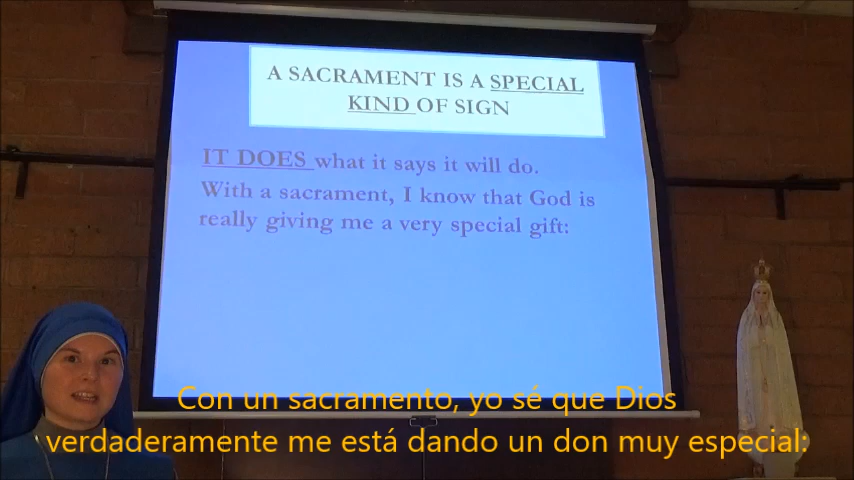 A SACRAMENT IS A SPECIAL
KIND OF SIGN
IT DOES what it says it will do.
With a sacrament, I know that God is
really giving me a very special gift:
Con un sacramento, yo sé que Dios
verdaderamente me está dando un don muy especial: